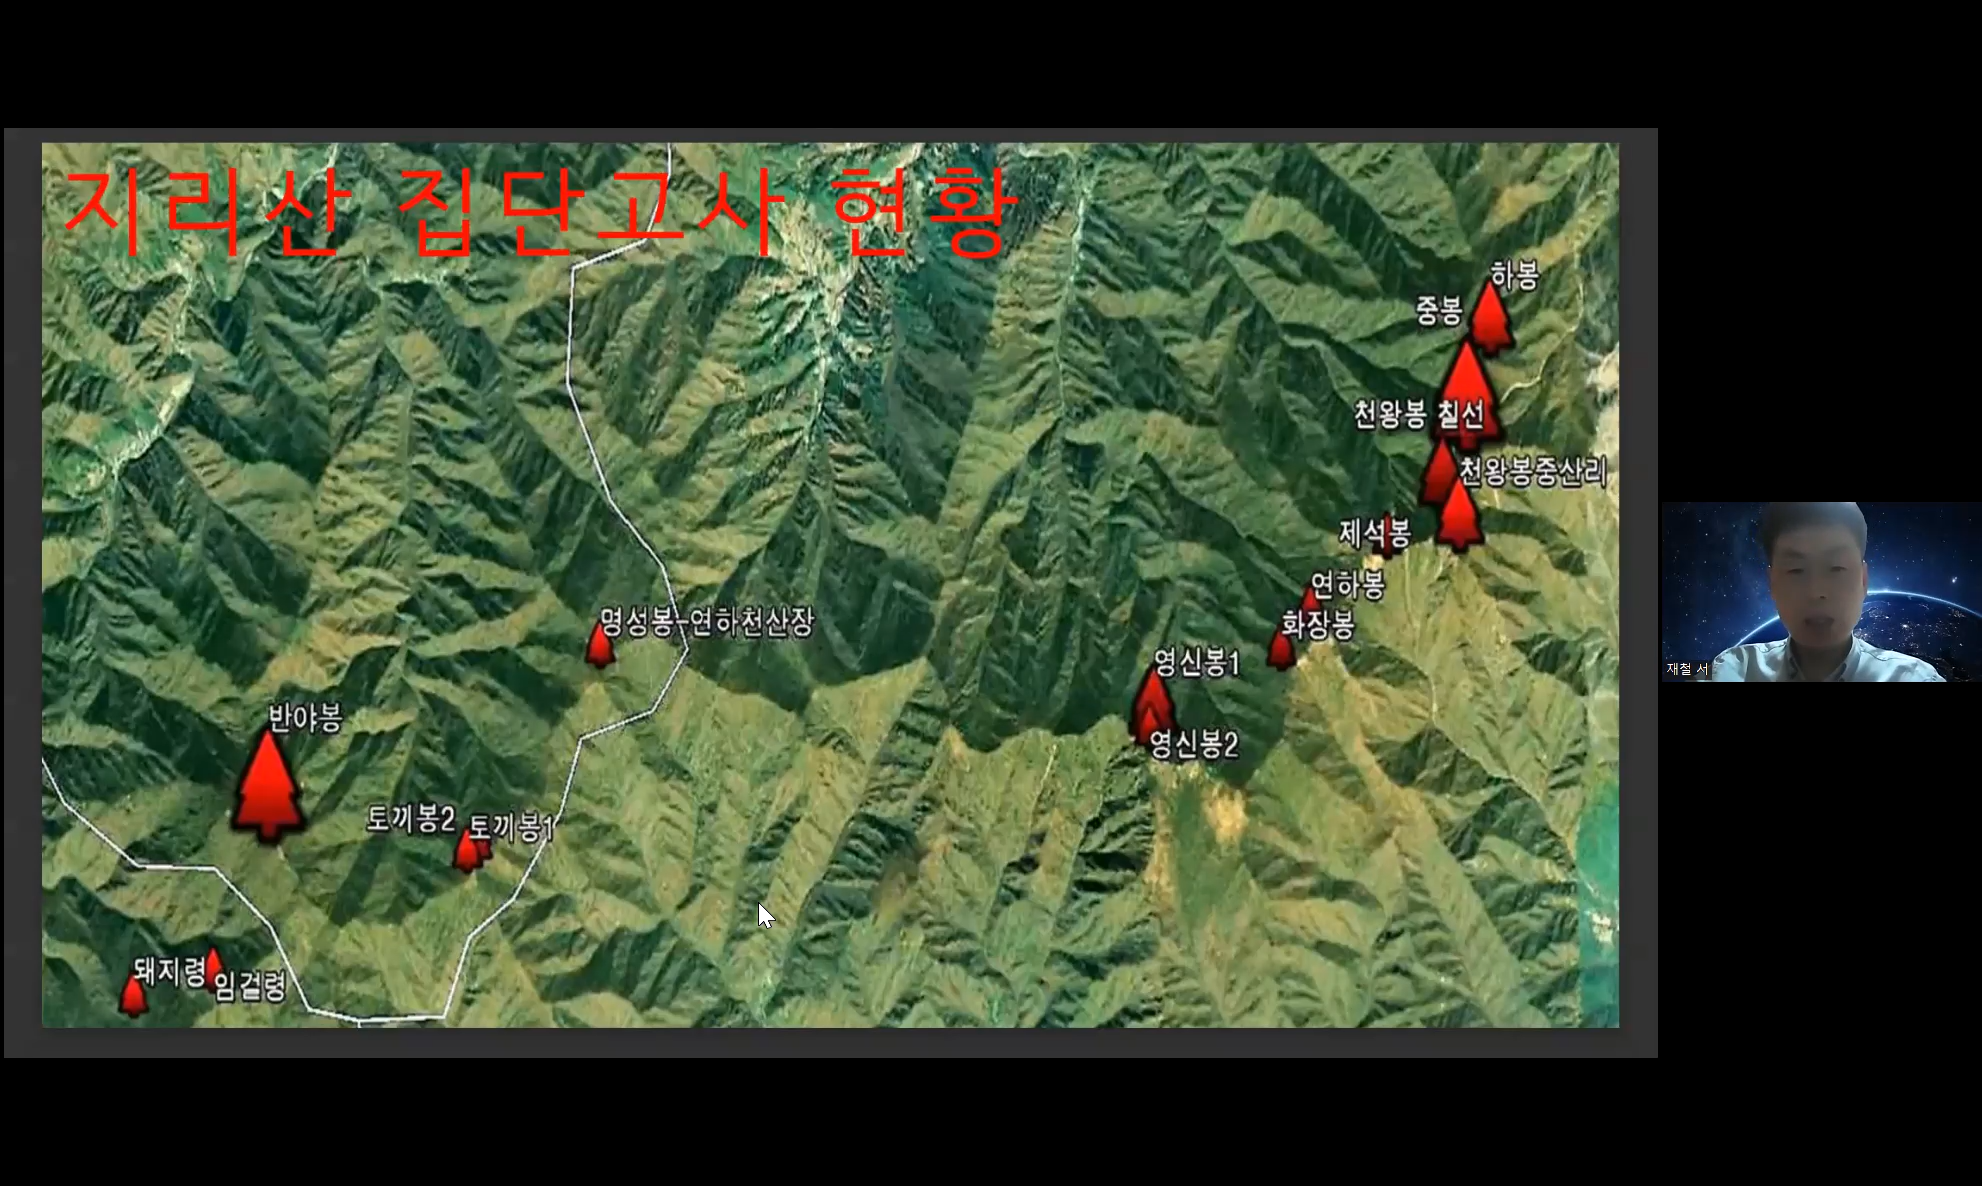 지리산 집단고사 현황
하봉
중봉
천왕봉 칠선
천왕봉중산리
제석봉
연하봉
화장봉
명성봉-연하천산장
영신봉1
영신봉2
반야봉
토끼봉2
토끼봉1
돼지령
임걸령
재철 서